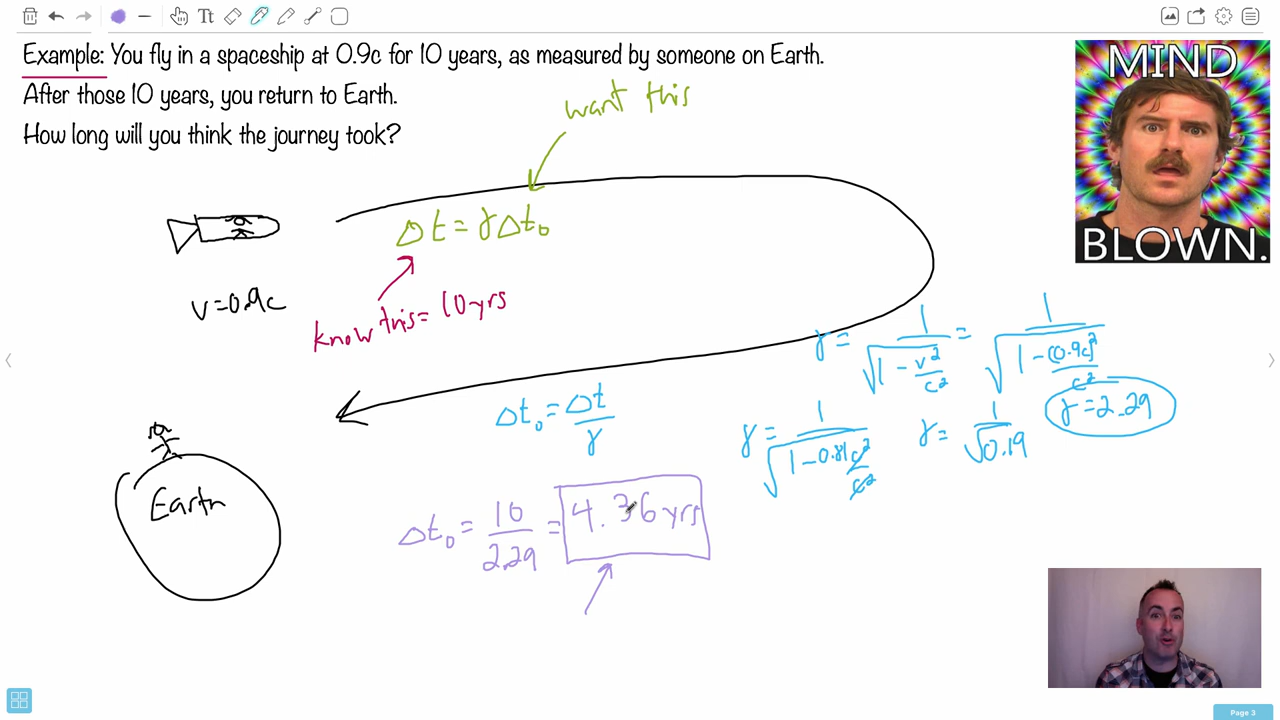 Example: You fly in a spaceship at 0.9c for 10 years, as measured by someone on Earth.
After those 10 years, you return to Earth.
How long will you think the journey took?
MIND
BLOWN.
want this
Δt = γΔt₀
v=0.9c
know this= 10 yrs
γ = 1/√(1 - v²/c²) = 1/√(1 - (0.9c)²/c²)
Δt₀ = Δt/γ
γ = 1/√(1 - 0.81c²/c²)
γ = 1/√0.19
γ = 2.29
Earth
Δt₀ = 10/2.29 = 4.36 yrs
Tt
Page 3